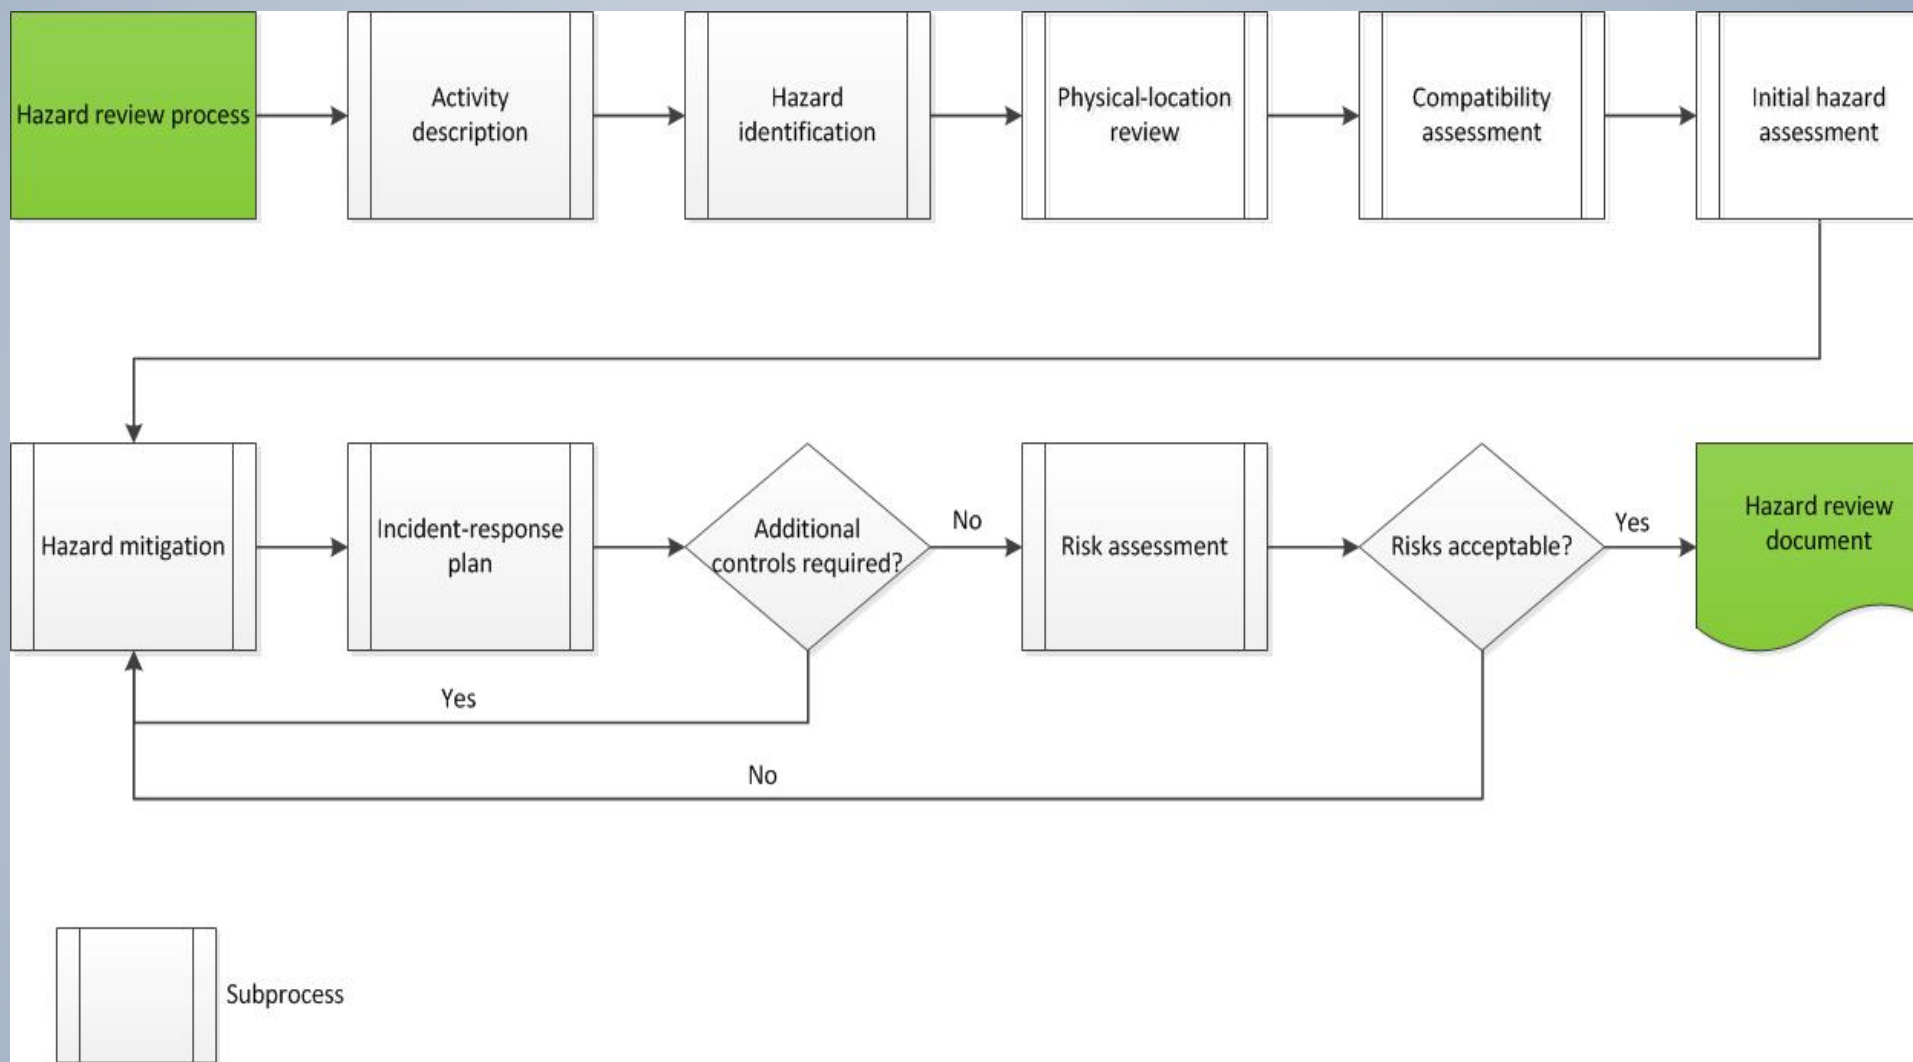 Hazard review process
Activity
description
Hazard
identification
Physical-location
review
Compatibility
assessment
Initial hazard
assessment
Hazard mitigation
Incident-response
plan
Additional
controls required?
No
Risk assessment
Risks acceptable?
Yes
Hazard review
document
Yes
No
Subprocess